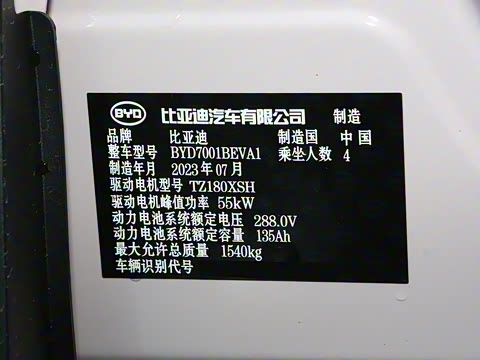 BYD 比亚迪汽车有限公司 制造
品牌 比亚迪 制造国 中国
整车型号 BYD7001BEVA1 乘坐人数 4
制造年月 2023年07月
驱动电机型号 TZ180XSH
驱动电机峰值功率 55kW
动力电池系统额定电压 288.0V
动力电池系统额定容量 135Ah
最大允许总质量 1540kg
车辆识别代号